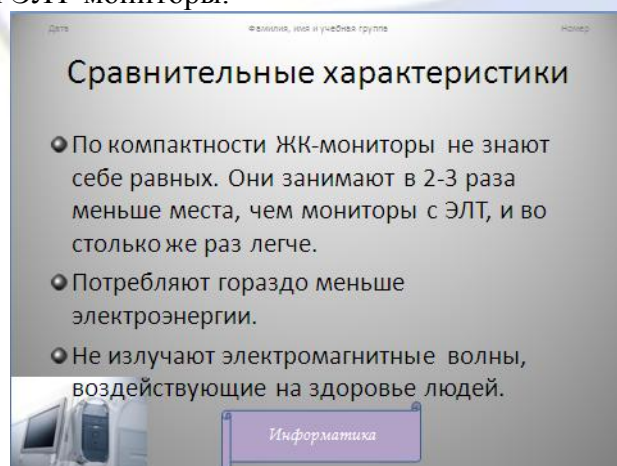 и ЭЛТ-мониторы.
Дата Фамилия, имя и учебная группа Номер
Сравнительные характеристики
По компактности ЖК-мониторы не знают
себе равных. Они занимают в 2-3 раза
меньше места, чем мониторы с ЭЛТ, и во
столько же раз легче.
Потребляют гораздо меньше
электроэнергии.
Не излучают электромагнитные волны,
воздействующие на здоровье людей.
Информатика